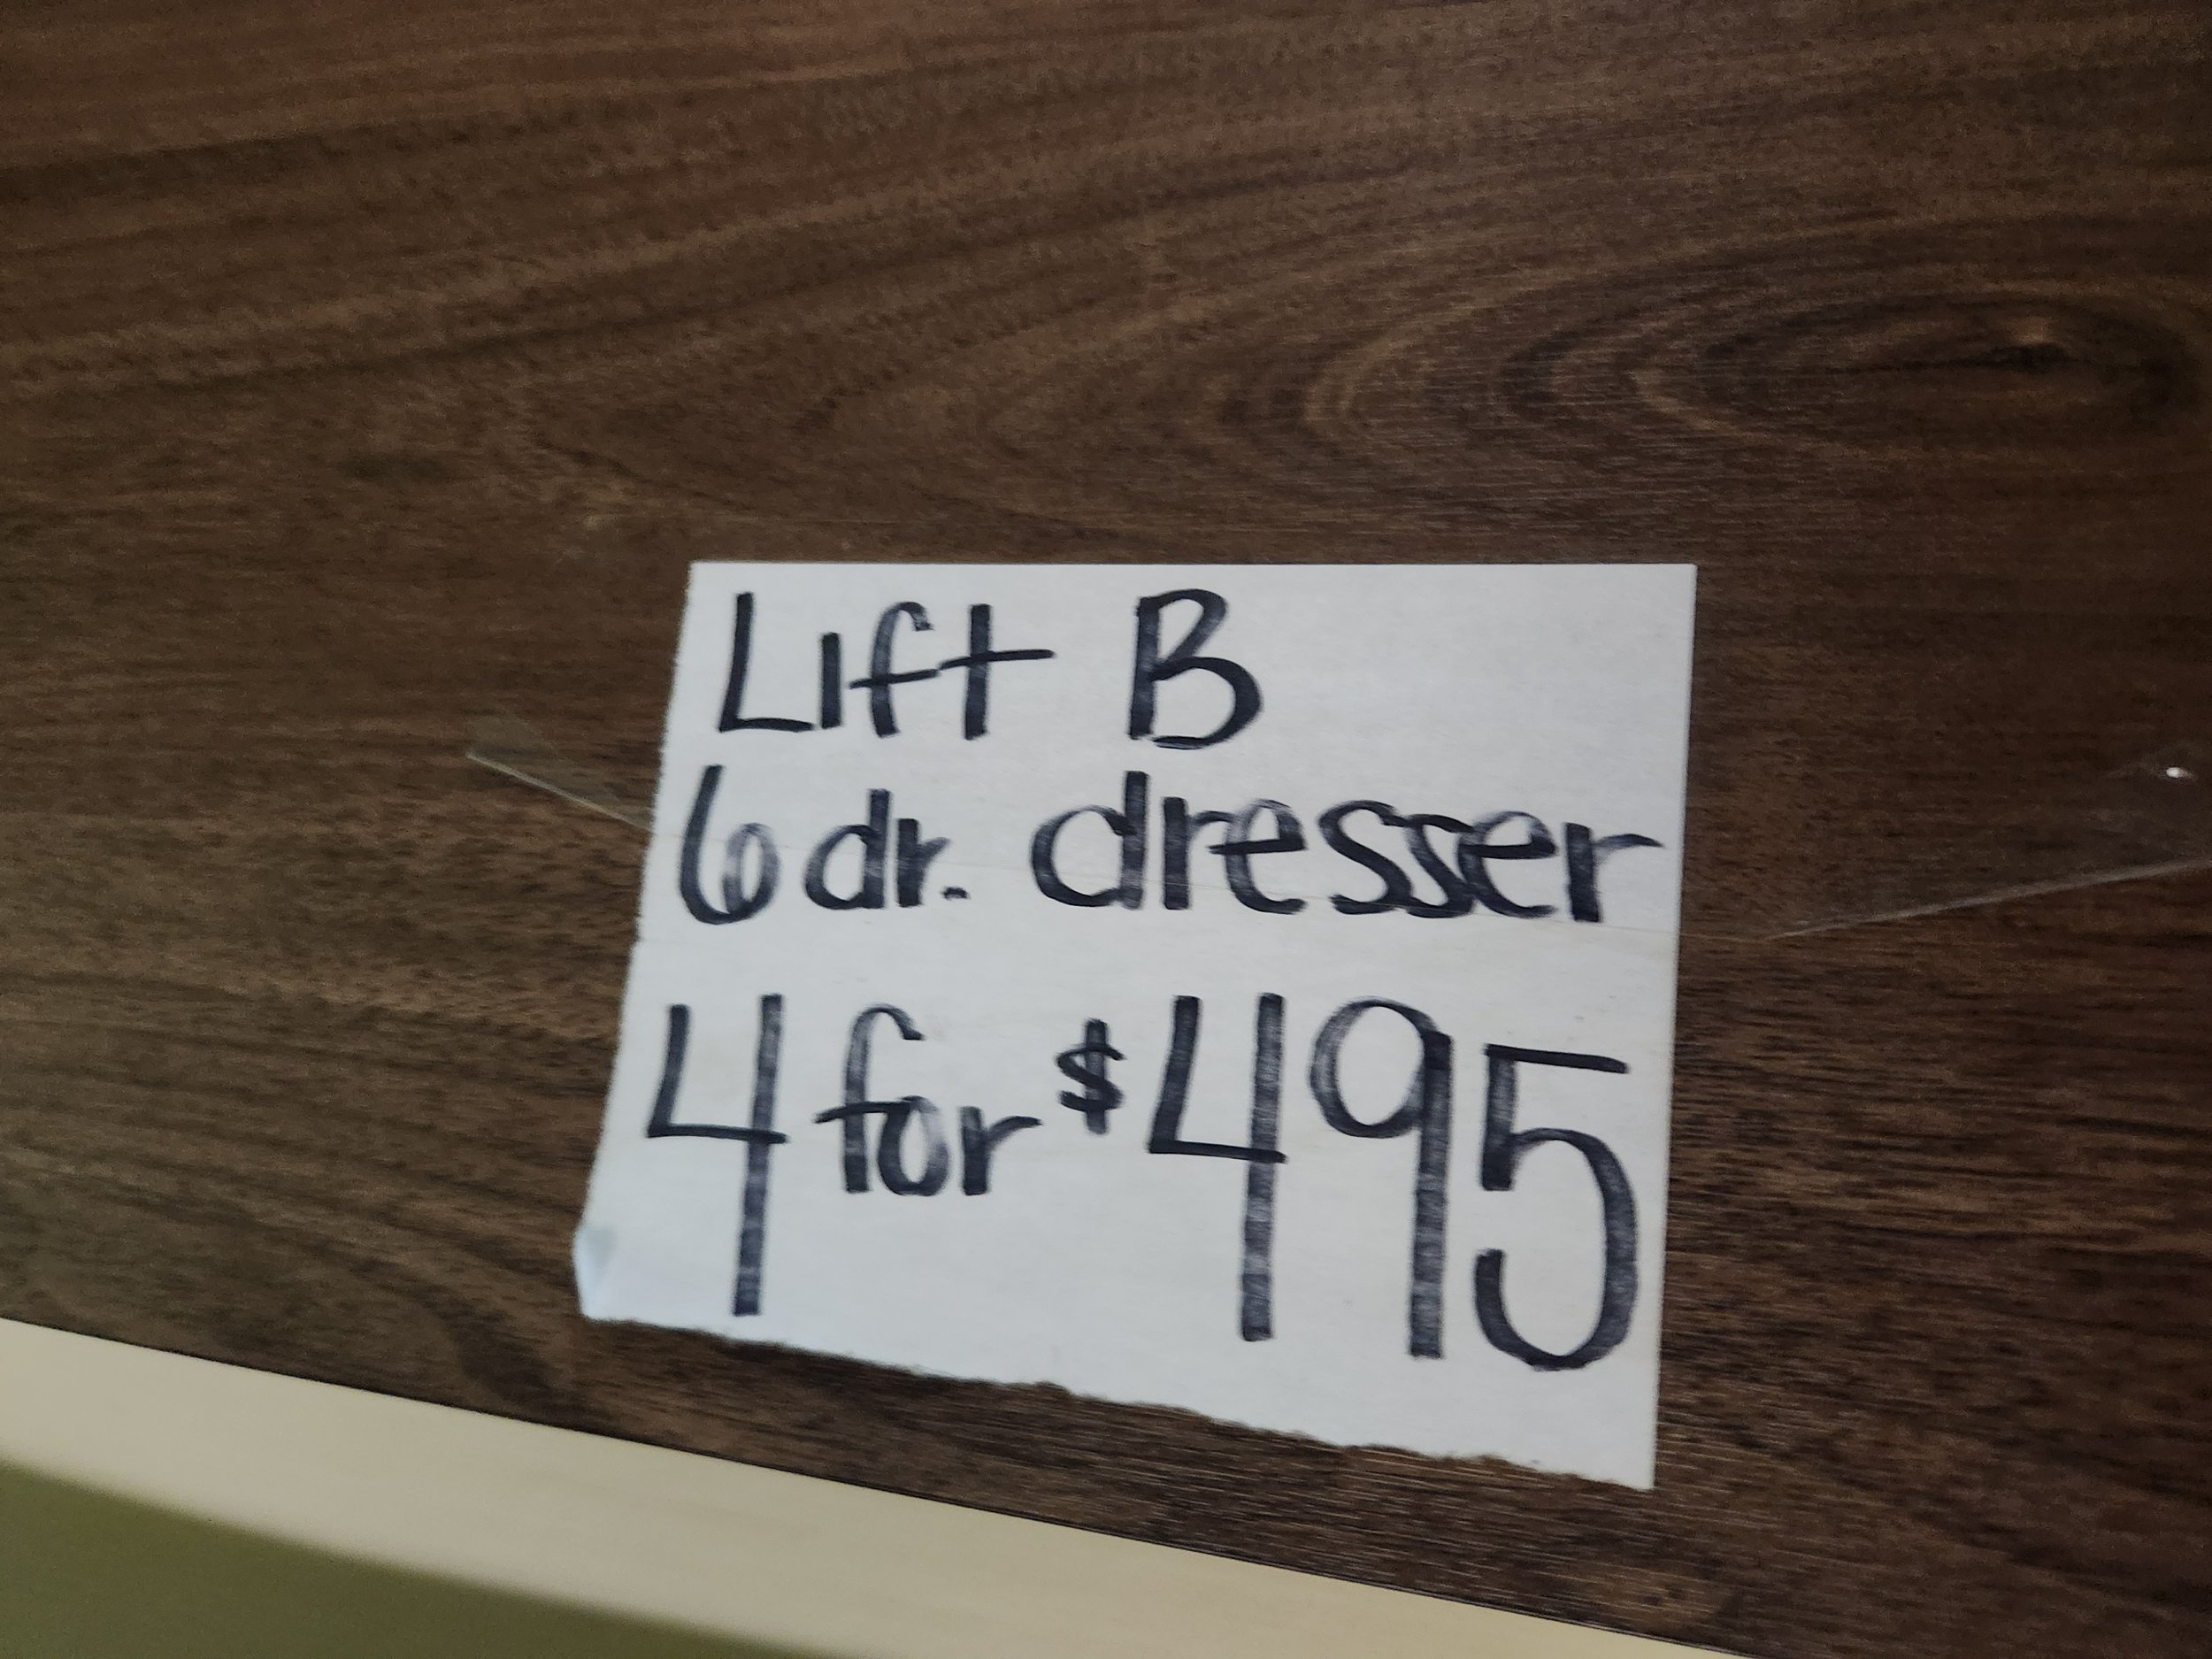 Lift B
6 dr. dresser
4 for $495